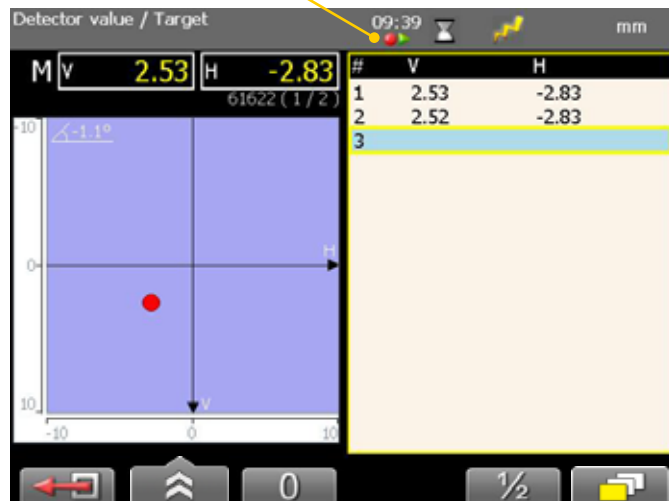 Detector value / Target
09:39
mm
M V 2.53 H -2.83
61622 ( 1 / 2 )
# V H
1 2.53 -2.83
2 2.52 -2.83
3
-10
-1.1°
H
0
10
V
-10 0 10
0
½